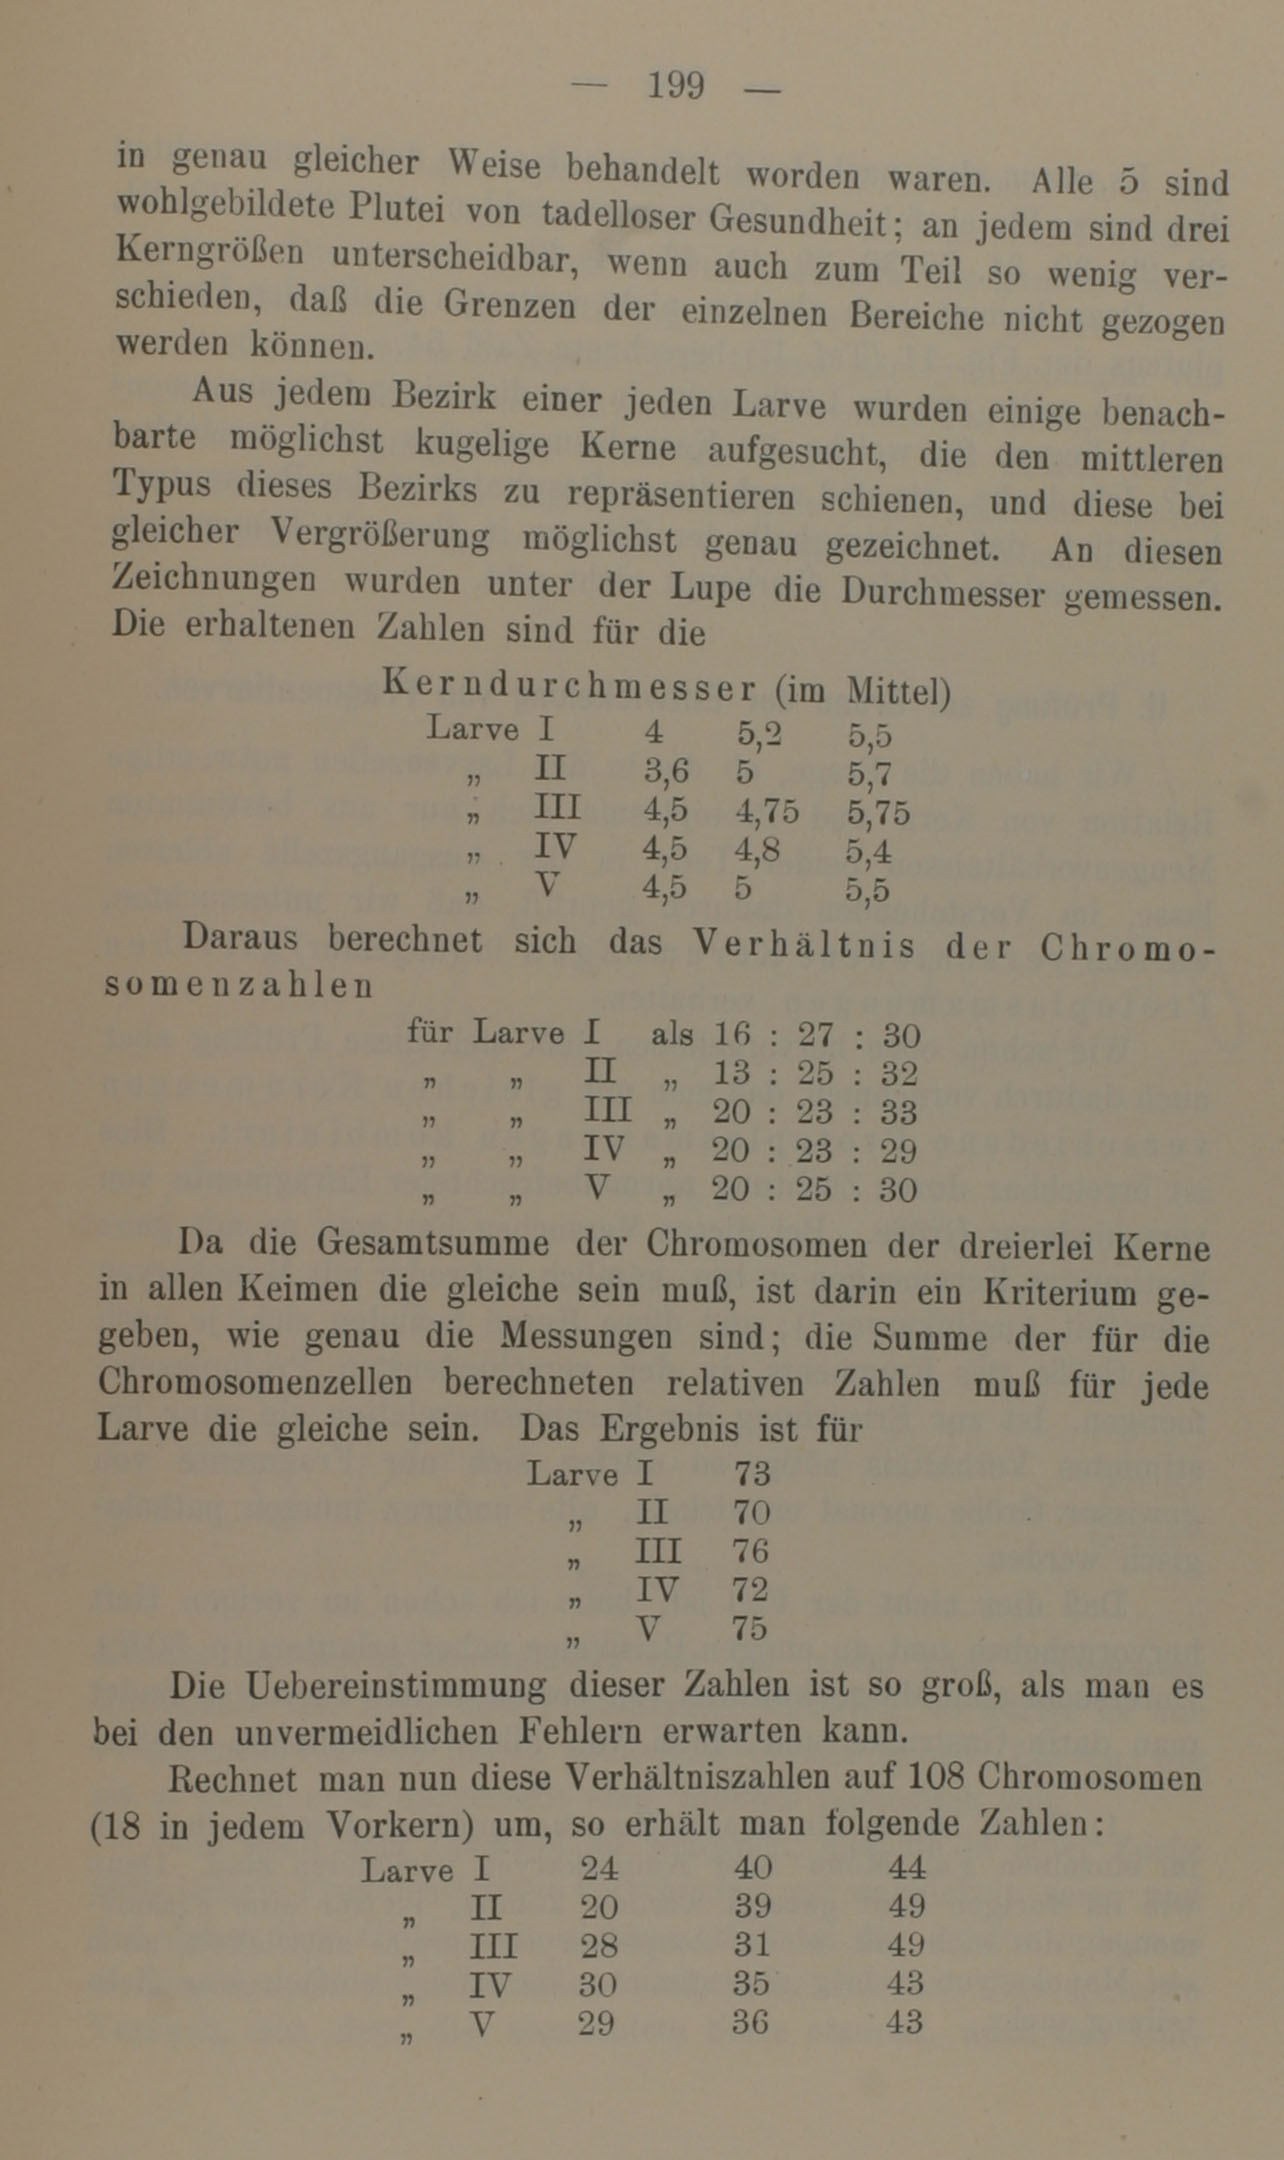 — 199 —
in genau gleicher Weise behandelt worden waren. Alle 5 sind
wohlgebildete Plutei von tadelloser Gesundheit; an jedem sind drei
Kerngrößen unterscheidbar, wenn auch zum Teil so wenig ver-
schieden, daß die Grenzen der einzelnen Bereiche nicht gezogen
werden können.
Aus jedem Bezirk einer jeden Larve wurden einige benach-
barte möglichst kugelige Kerne aufgesucht, die den mittleren
Typus dieses Bezirks zu repräsentieren schienen, und diese bei
gleicher Vergrößerung möglichst genau gezeichnet. An diesen
Zeichnungen wurden unter der Lupe die Durchmesser gemessen.
Die erhaltenen Zahlen sind für die
Kerndurchmesser (im Mittel)
Larve I 4 5,2 5,5
„ II 3,6 5 5,7
„ III 4,5 4,75 5,75
„ IV 4,5 4,8 5,4
„ V 4,5 5 5,5
Daraus berechnet sich das Verhältnis der Chromo-
somenzahlen
für Larve I als 16 : 27 : 30
„ „ II „ 13 : 25 : 32
„ „ III „ 20 : 23 : 33
„ „ IV „ 20 : 23 : 29
„ „ V „ 20 : 25 : 30
Da die Gesamtsumme der Chromosomen der dreierlei Kerne
in allen Keimen die gleiche sein muß, ist darin ein Kriterium ge-
geben, wie genau die Messungen sind; die Summe der für die
Chromosomenzellen berechneten relativen Zahlen muß für jede
Larve die gleiche sein. Das Ergebnis ist für
Larve I 73
„ II 70
„ III 76
„ IV 72
„ V 75
Die Uebereinstimmung dieser Zahlen ist so groß, als man es
bei den unvermeidlichen Fehlern erwarten kann.
Rechnet man nun diese Verhältniszahlen auf 108 Chromosomen
(18 in jedem Vorkern) um, so erhält man folgende Zahlen:
Larve I 24 40 44
„ II 20 39 49
„ III 28 31 49
„ IV 30 35 43
„ V 29 36 43